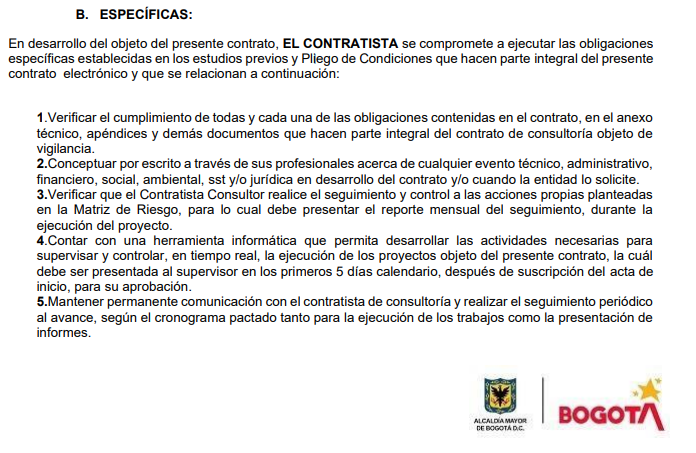 B. ESPECÍFICAS:
En desarrollo del objeto del presente contrato, EL CONTRATISTA se compromete a ejecutar las obligaciones
específicas establecidas en los estudios previos y Pliego de Condiciones que hacen parte integral del presente
contrato electrónico y que se relacionan a continuación:
1.Verificar el cumplimiento de todas y cada una de las obligaciones contenidas en el contrato, en el anexo
técnico, apéndices y demás documentos que hacen parte integral del contrato de consultoría objeto de
vigilancia.
2.Conceptuar por escrito a través de sus profesionales acerca de cualquier evento técnico, administrativo,
financiero, social, ambiental, sst y/o jurídica en desarrollo del contrato y/o cuando la entidad lo solicite.
3.Verificar que el Contratista Consultor realice el seguimiento y control a las acciones propias planteadas
en la Matriz de Riesgo, para lo cual debe presentar el reporte mensual del seguimiento, durante la
ejecución del proyecto.
4.Contar con una herramienta informática que permita desarrollar las actividades necesarias para
supervisar y controlar, en tiempo real, la ejecución de los proyectos objeto del presente contrato, la cuál
debe ser presentada al supervisor en los primeros 5 días calendario, después de suscripción del acta de
inicio, para su aprobación.
5.Mantener permanente comunicación con el contratista de consultoría y realizar el seguimiento periódico
al avance, según el cronograma pactado tanto para la ejecución de los trabajos como la presentación de
informes.
ALCALDÍA MAYOR
DE BOGOTÁ D.C.
BOGOTÁ